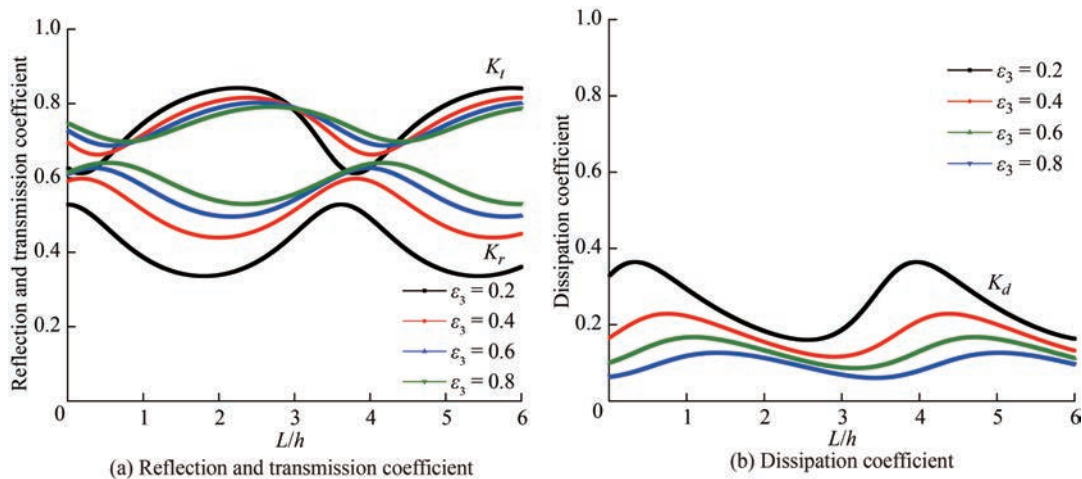 1.0
0.8
0.6
0.4
0.2
0
Reflection and transmission coefficient
K_t
K_r
ε_3 = 0.2
ε_3 = 0.4
ε_3 = 0.6
ε_3 = 0.8
0 1 2 3 4 5 6
L/h
(a) Reflection and transmission coefficient
1.0
0.8
0.6
0.4
0.2
0
Dissipation coefficient
ε_3 = 0.2
ε_3 = 0.4
ε_3 = 0.6
ε_3 = 0.8
K_d
0 1 2 3 4 5 6
L/h
(b) Dissipation coefficient